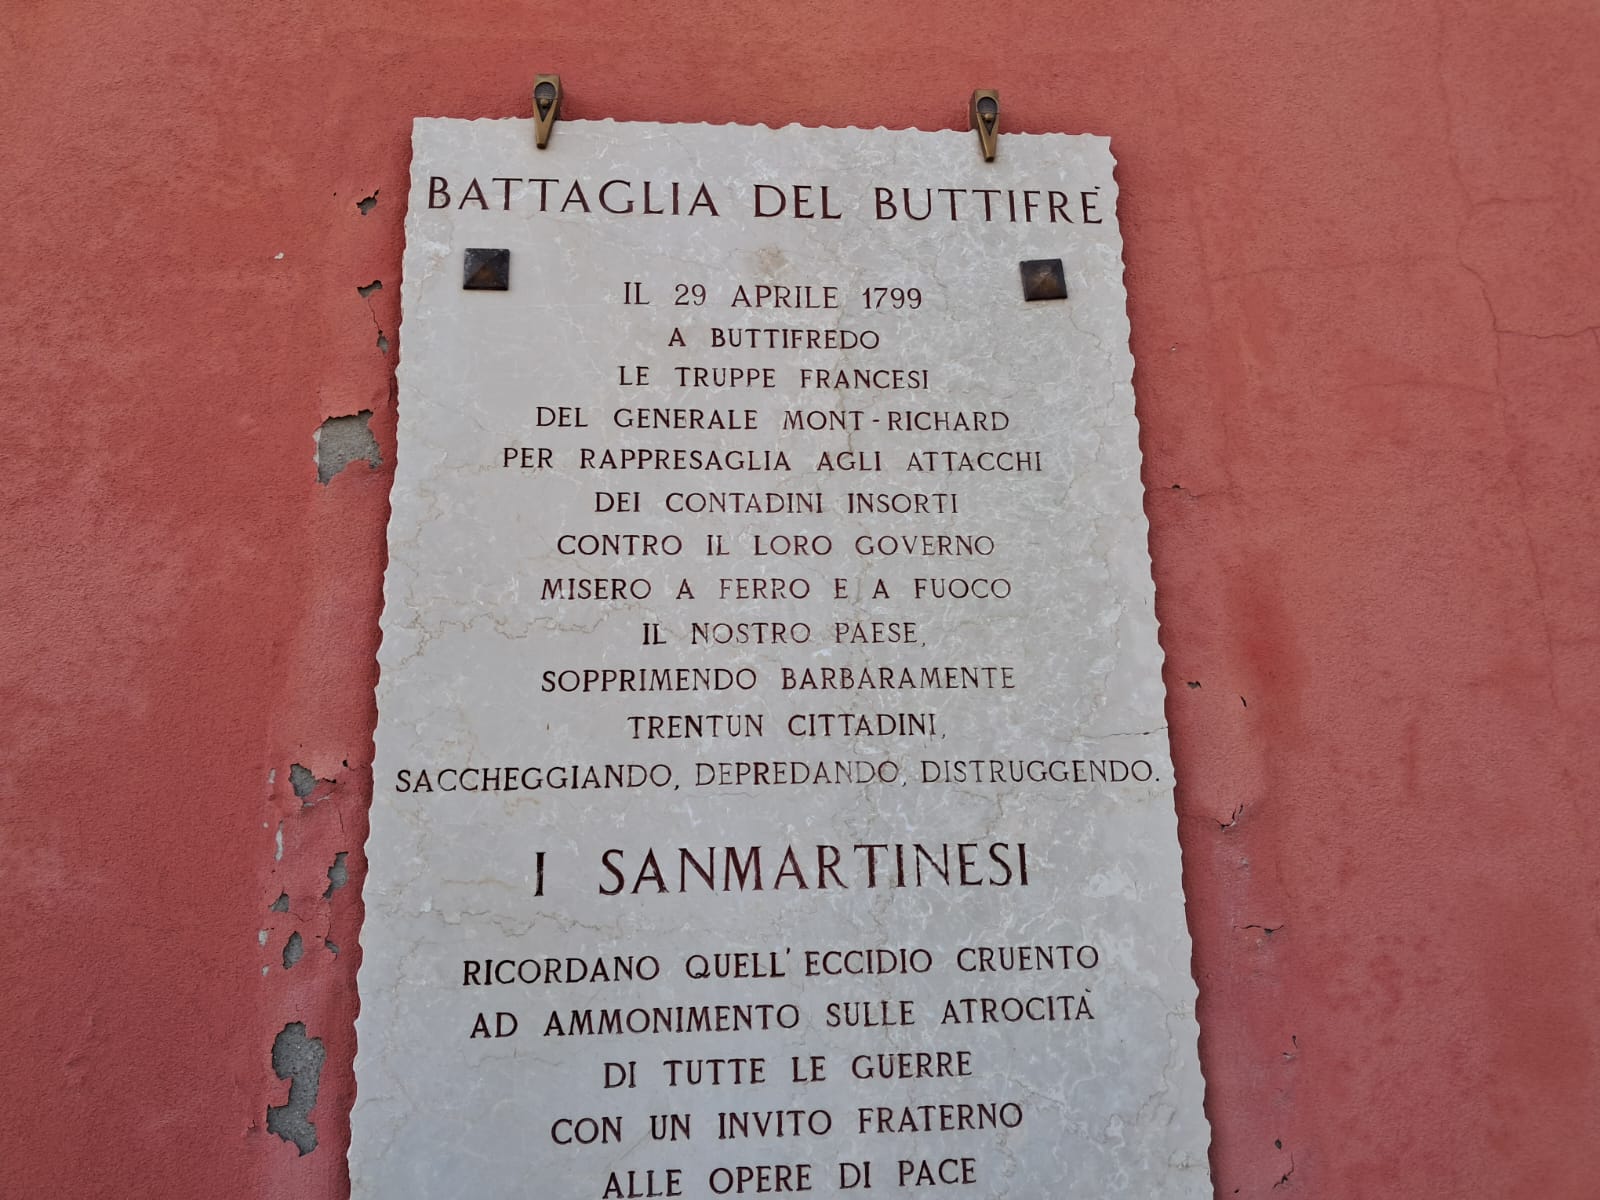 BATTAGLIA DEL BUTTIFRÈ
IL 29 APRILE 1799
A BUTTIFREDO
LE TRUPPE FRANCESI
DEL GENERALE MONT-RICHARD
PER RAPPRESAGLIA AGLI ATTACCHI
DEI CONTADINI INSORTI
CONTRO IL LORO GOVERNO
MISERO A FERRO E A FUOCO
IL NOSTRO PAESE,
SOPPRIMENDO BARBARAMENTE
TRENTUN CITTADINI,
SACCHEGGIANDO, DEPREDANDO, DISTRUGGENDO.
I SANMARTINESI
RICORDANO QUELL'ECCIDIO CRUENTO
AD AMMONIMENTO SULLE ATROCITÀ
DI TUTTE LE GUERRE
CON UN INVITO FRATERNO
ALLE OPERE DI PACE